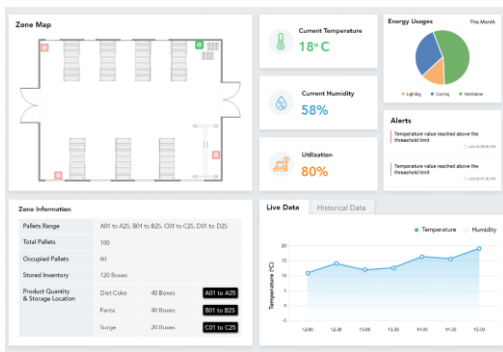 Zone Map
Current Temperature
18° C
Current Humidity
58%
Utilization
80%
Energy Usages
This Month
Lighting
Cooling
Ventilation
Alerts
Temperature value reached above the
threashold limit
Temperature value reached above the
threashold limit
Zone Information
Pallets Range
A01 to A25, B01 to B25, C01 to C25, D01 to D25
Total Pallets
100
Occupied Pallets
60
Stored Inventory
120 Boxes
Product Quantity
& Storage Location
Diet Coke
40 Boxes
A01 to A25
Fanta
40 Boxes
B01 to B25
Surge
20 Boxes
C01 to C25
Live Data
Historical Data
Temperature
Humidity
Temperature (°C)
20
15
10
5
0
-5
12:00
12:30
13:00
13:30
14:00
14:30
15:00